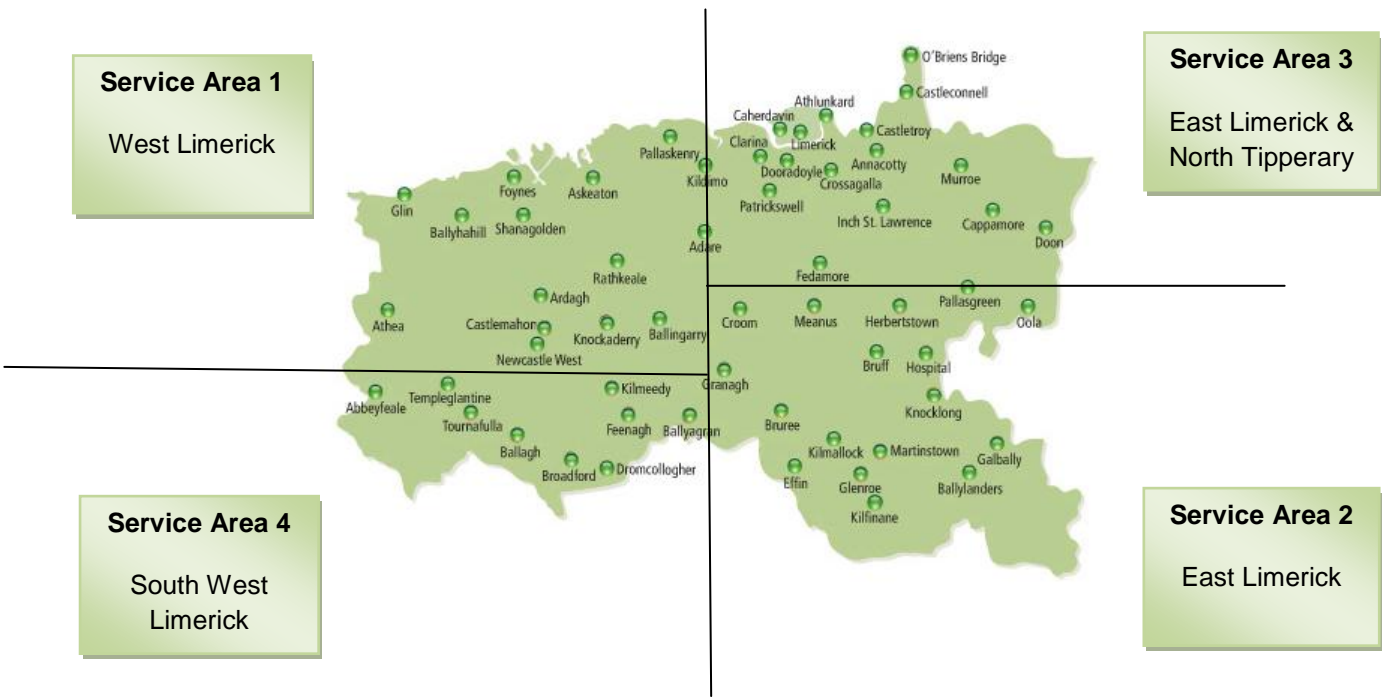 Service Area 1
West Limerick
Service Area 3
East Limerick &
North Tipperary
O'Briens Bridge
Castleconnell
Athlunkard
Caherdavin
Castletroy
Limerick
Clarina
Pallaskenry
Annacotty
Dooradoyle
Kildimo
Crossagalla
Murroe
Foynes
Askeaton
Patrickswell
Glin
Inch St. Lawrence
Cappamore
Ballyhahill
Shanagolden
Doon
Adare
Rathkeale
Fedamore
Ardagh
Pallasgreen
Athea
Castlemahon
Knockaderry
Ballingarry
Croom
Meanus
Herbertstown
Oola
Newcastle West
Bruff
Hospital
Granagh
Kilmeedy
Templeglantine
Abbeyfeale
Knocklong
Tournafulla
Feenagh
Ballyagran
Bruree
Ballagh
Kilmallock
Martinstown
Galbally
Broadford
Dromcollogher
Effin
Glenroe
Ballylanders
Kilfinane
Service Area 4
South West
Limerick
Service Area 2
East Limerick